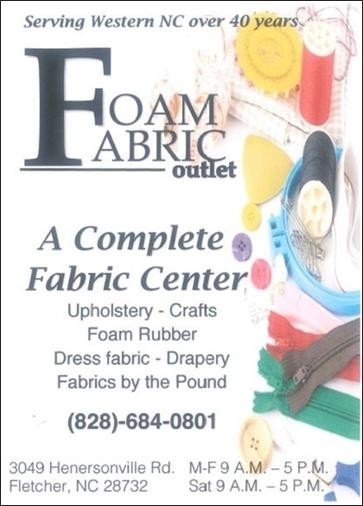 Serving Western NC over 40 years
FOAM
FABRIC
outlet
A Complete
Fabric Center
Upholstery - Crafts
Foam Rubber
Dress fabric - Drapery
Fabrics by the Pound
(828)-684-0801
3049 Henersonville Rd. M-F 9 A.M. – 5 P.M.
Fletcher, NC 28732 Sat 9 A.M. – 5 P.M.